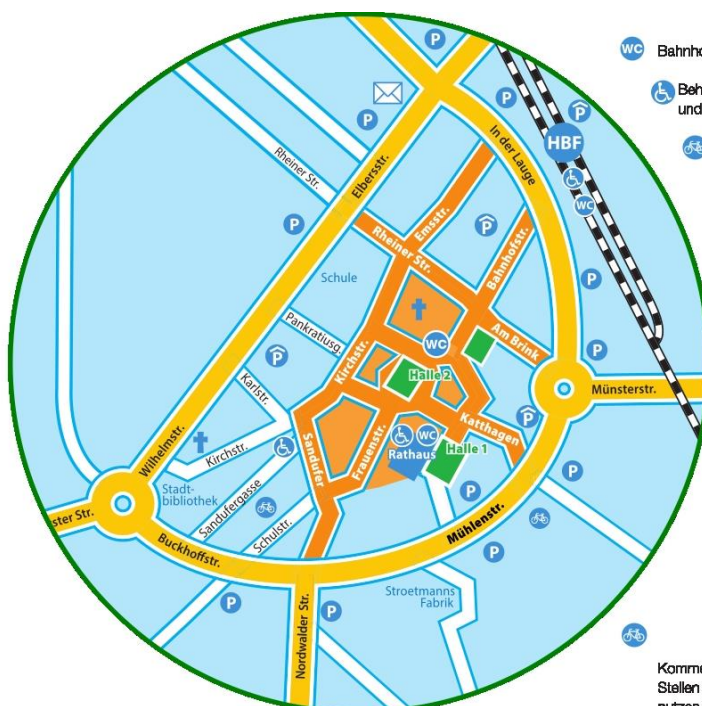 P
P
WC
Bahnho
Beh
und
P
P
P
HBF
WC
In der Lauge
Elbersstr.
Rheiner Str.
Emsstr.
P
Rheiner Str.
P
Bahnhofstr.
Schule
P
Pankratiusg.
WC
Am Brink
P
P
Kirchstr.
Halle 2
Münsterstr.
Karlstr.
Katthagen
P
Wilhelmstr.
Kirchstr.
Sandufer
Frauenstr.
WC
Halle 1
Rathaus
P
Stadt-
bibliothek
P
ster Str.
Sandufergasse
Schulstr.
Mühlenstr.
Buckhoffstr.
P
Stroetmanns
Fabrik
P
P
Nordwalder Str.
Komme
Stellen
nutzen